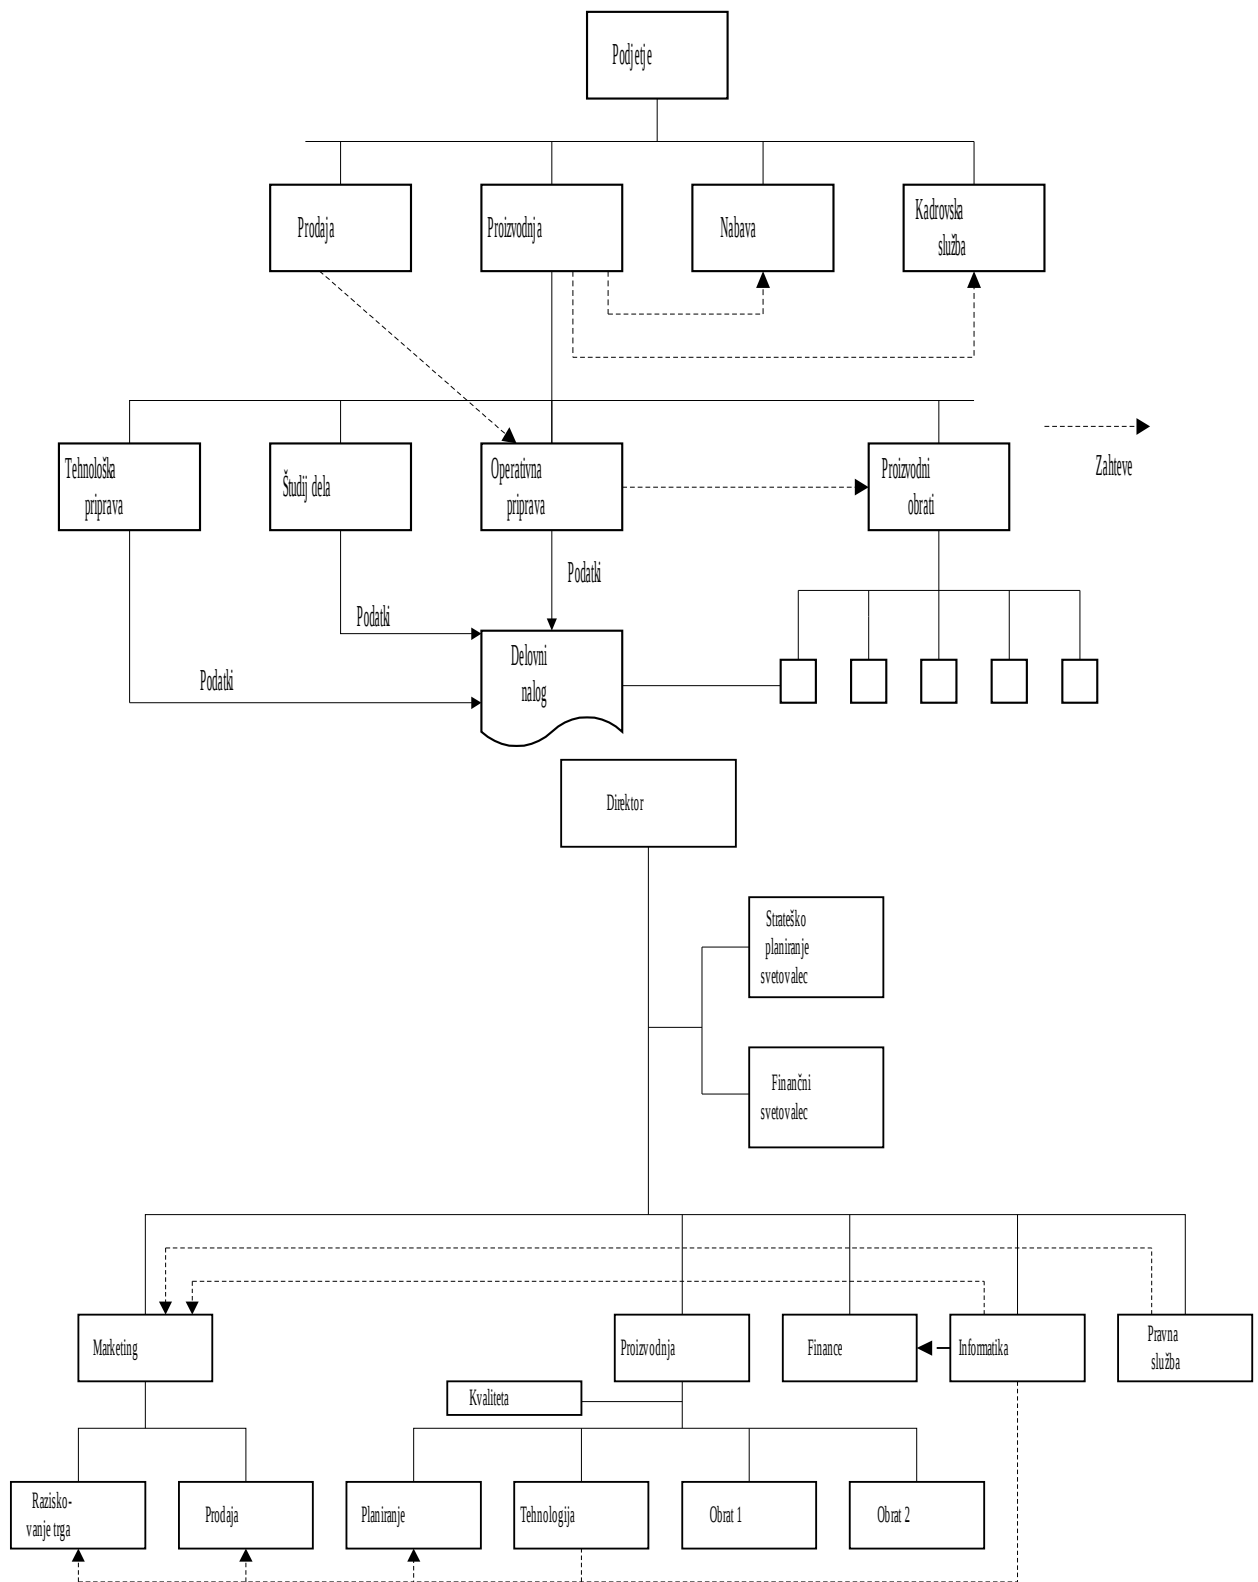 Podjetje
Prodaja
Proizvodnja
Nabava
Kadrovska
služba
Tehnološka
priprava
Študij dela
Operativna
priprava
Proizvodni
obrati
Zahteve
Podatki
Podatki
Podatki
Delovni
nalog
Direktor
Strateško
planiranje
svetovalec
Finančni
svetovalec
Marketing
Proizvodnja
Finance
Informatika
Pravna
služba
Kvaliteta
Razisko-
vanje trga
Prodaja
Planiranje
Tehnologija
Obrat 1
Obrat 2